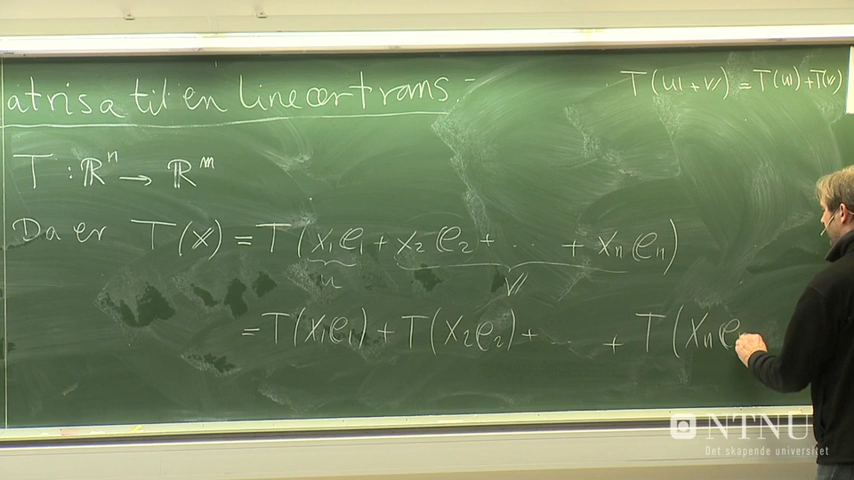 atrisa til en lineær trans.:
T(u + v) = T(u) + T(v)
T : ℝⁿ → ℝᵐ
Da er T(x) = T(x₁e₁ + x₂e₂ + ... + xₙeₙ)
u v
= T(x₁e₁) + T(x₂e₂) + ... + T(xₙe
NTNU
Det skapende universitet